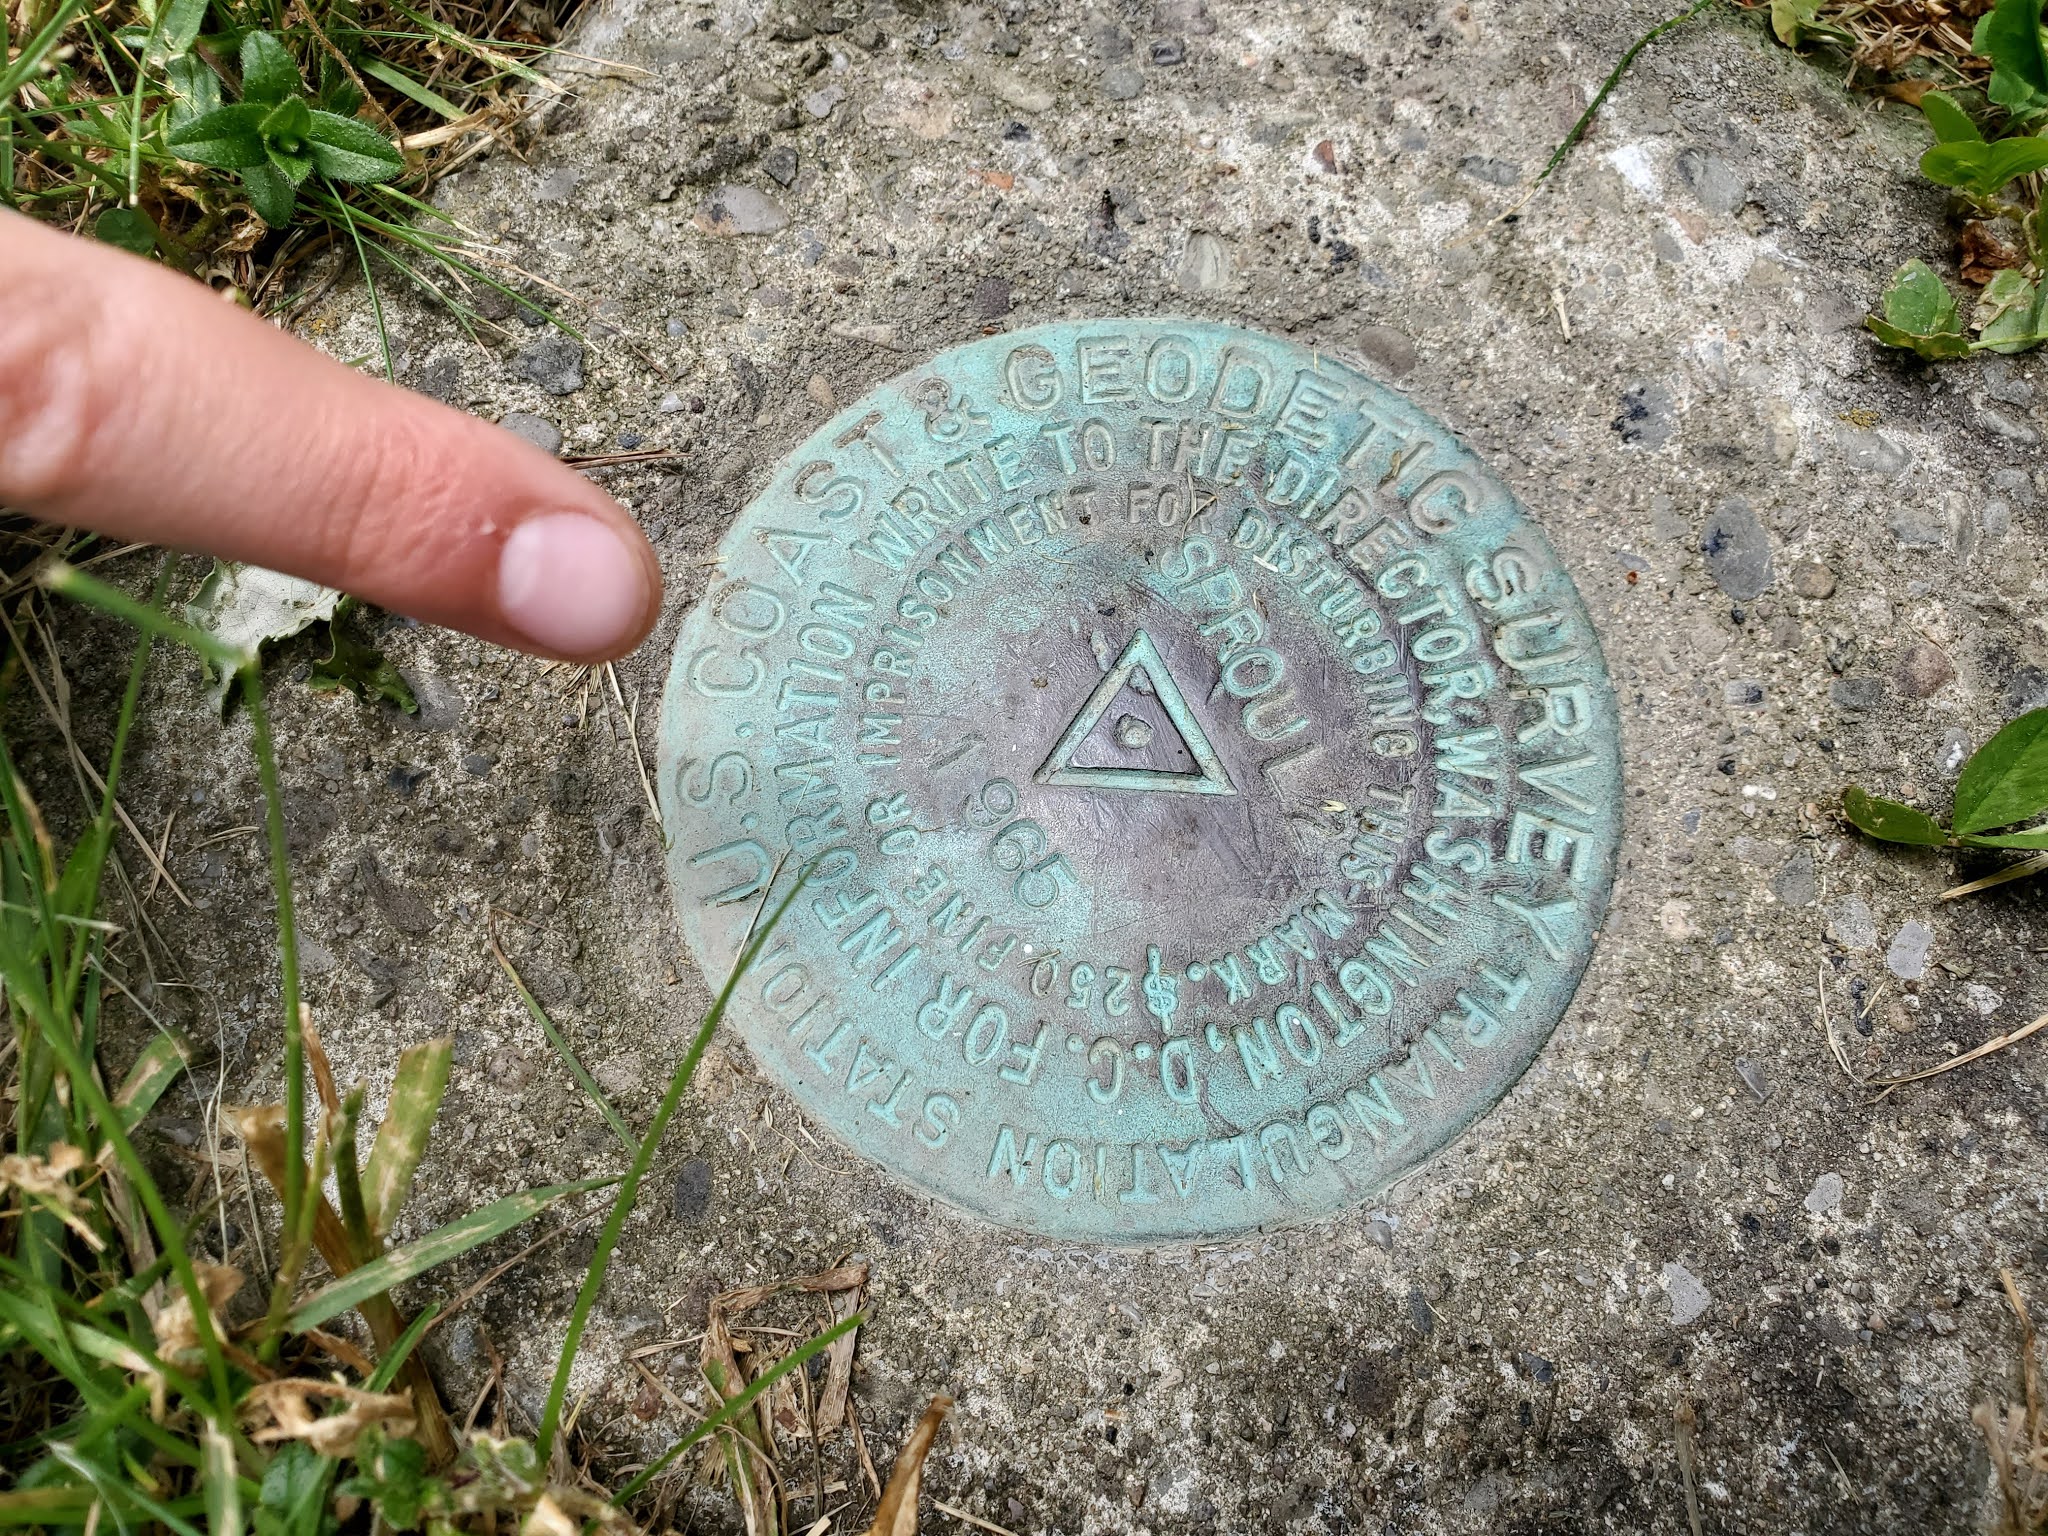 U.S. COAST & GEODETIC SURVEY
TRIANGULATION STATION
FOR INFORMATION WRITE TO THE DIRECTOR, WASHINGTON, D.C.
$250 FINE OR IMPRISONMENT FOR DISTURBING THIS MARK.
SPROUL 2
1965